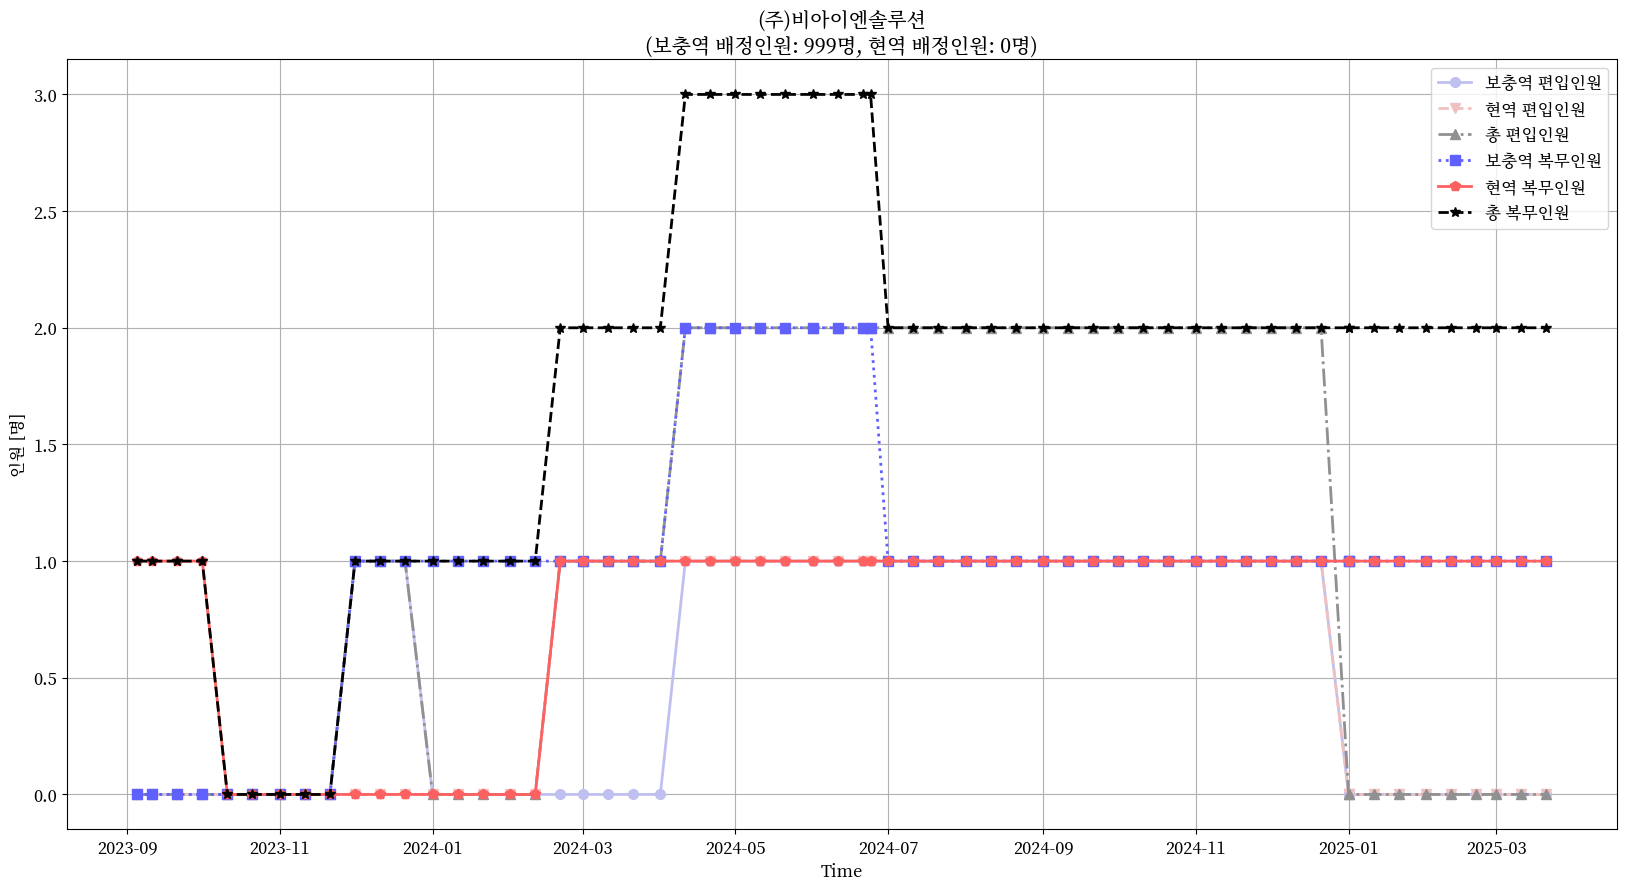 (주)비아이엔솔루션
(보충역 배정인원: 999명, 현역 배정인원: 0명)
보충역 편입인원
현역 편입인원
총 편입인원
보충역 복무인원
현역 복무인원
총 복무인원
인원 [명]
3.0
2.5
2.0
1.5
1.0
0.5
0.0
2023-09
2023-11
2024-01
2024-03
2024-05
2024-07
2024-09
2024-11
2025-01
2025-03
Time